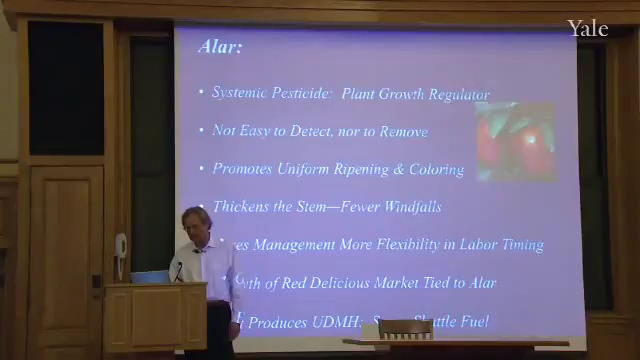 Yale
Alar:
• Systemic Pesticide: Plant Growth Regulator
• Not Easy to Detect, nor to Remove
• Promotes Uniform Ripening & Coloring
• Thickens the Stem—Fewer Windfalls
Management More Flexibility in Labor Timing
of Red Delicious Market Tied to Alar
Produces UDMH: Fuel